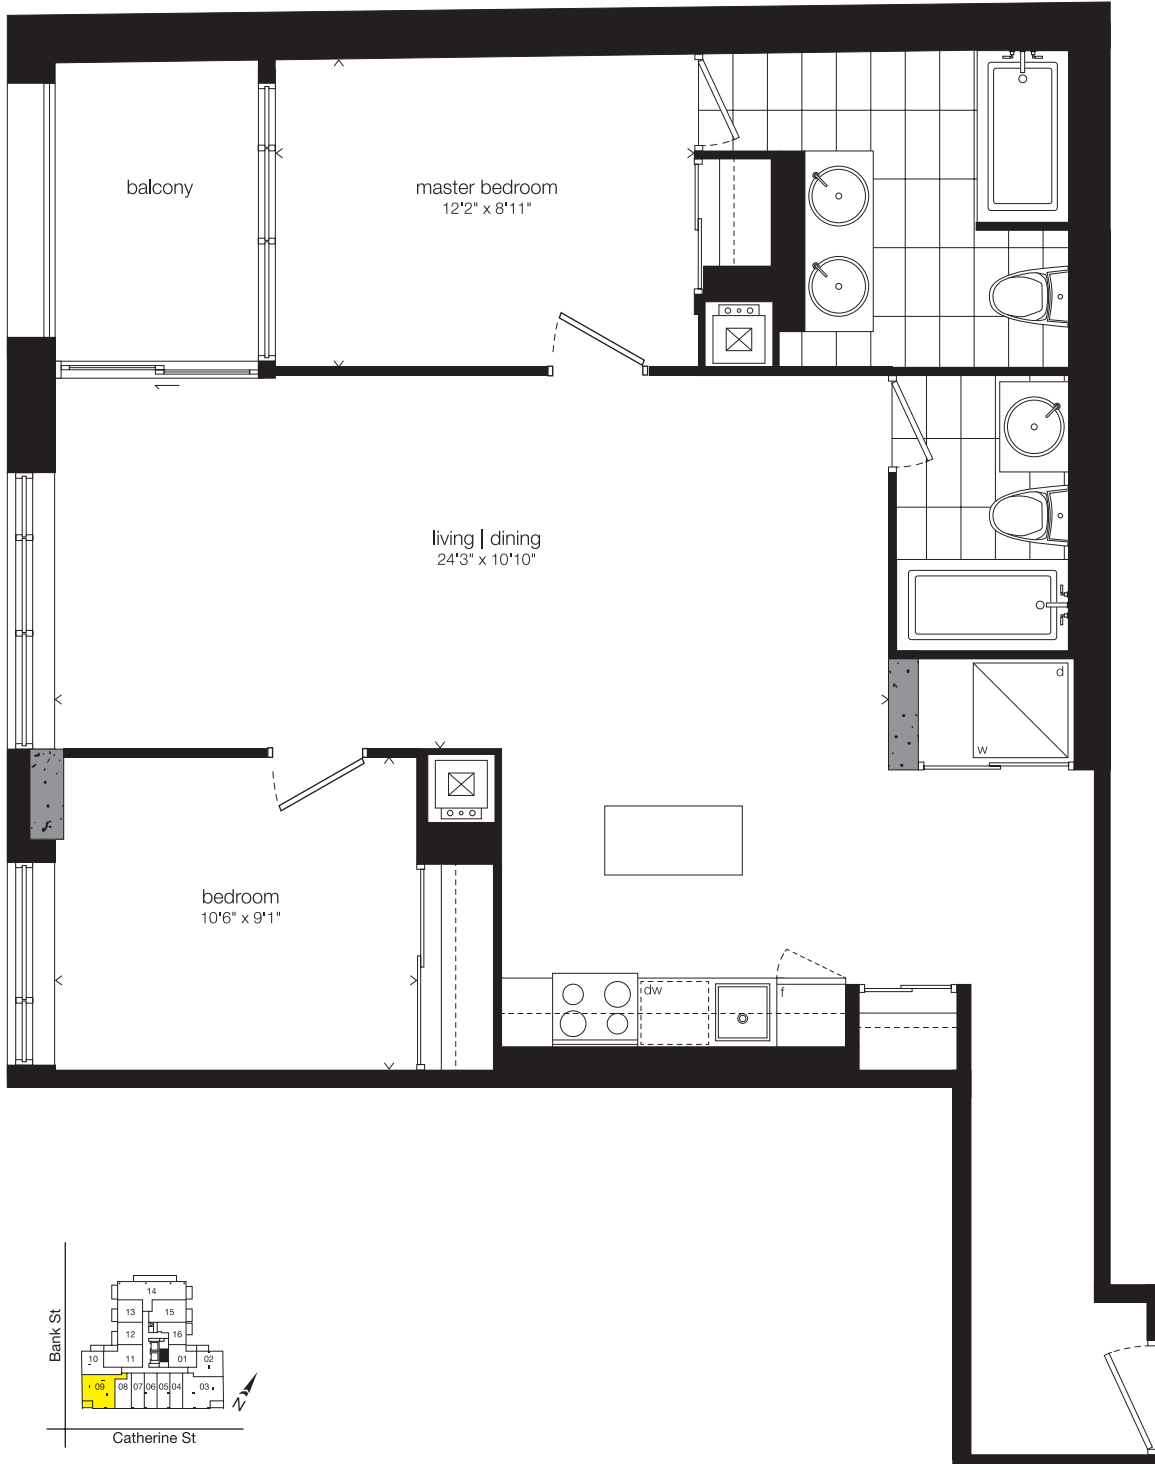 balcony
master bedroom
12'2" x 8'11"
living | dining
24'3" x 10'10"
d
w
bedroom
10'6" x 9'1"
dw
f
Bank St
14
13
15
12
16
10
11
01
02
09
08
07
06
05
04
03
N
Catherine St